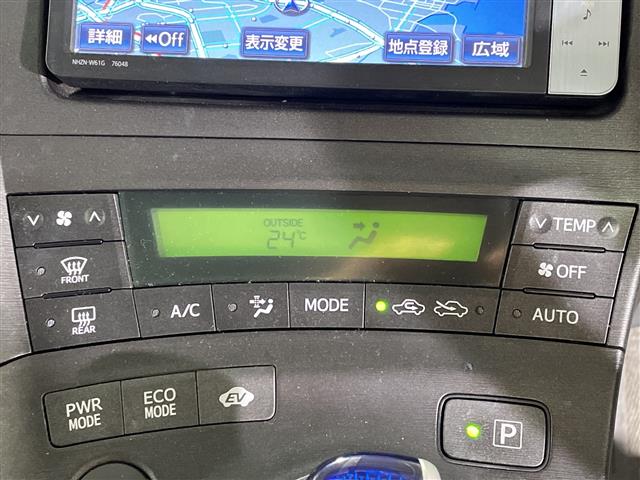 詳細 ◀◀Off 表示変更 地点登録 広域
NHZN-W61G 76048
OUTSIDE
24℃
TEMP
FRONT OFF
REAR A/C MODE AUTO
PWR MODE ECO MODE EV
P